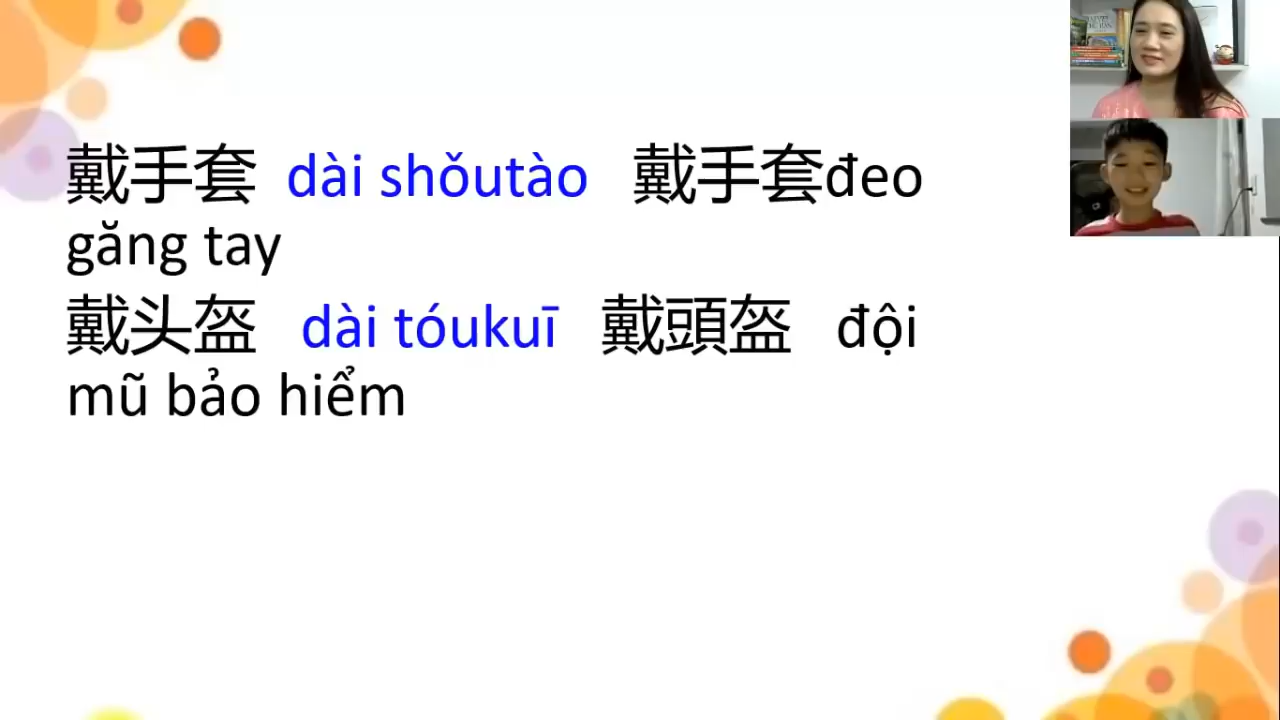 戴手套 dài shǒutào 戴手套đeo
găng tay
戴头盔 dài tóukuī 戴頭盔 đội
mũ bảo hiểm